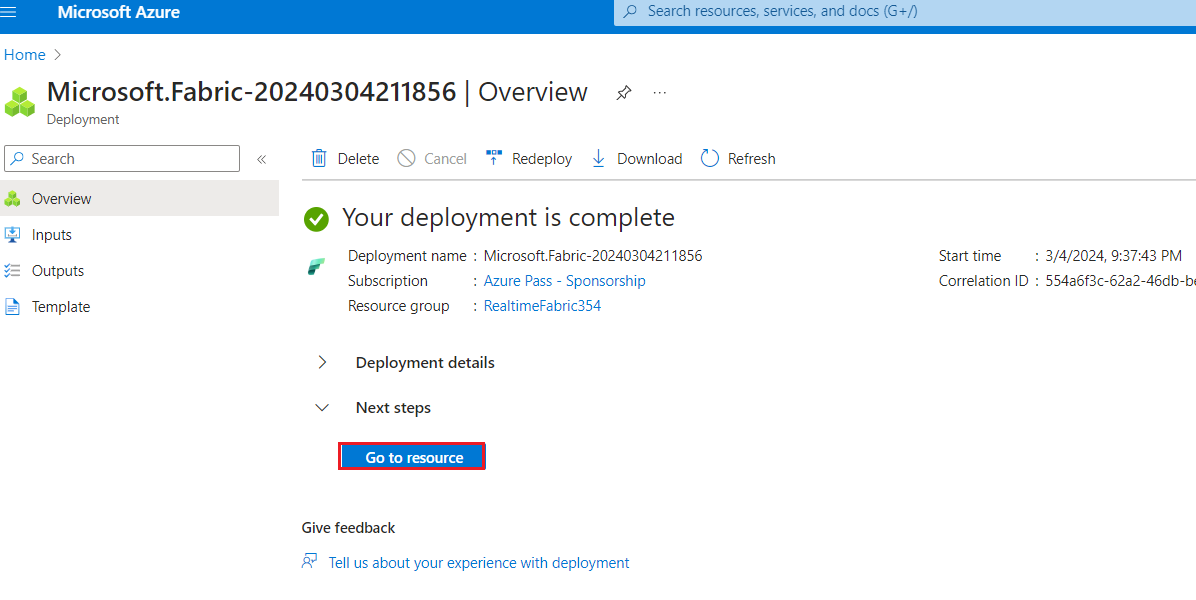 Microsoft Azure
Search resources, services, and docs (G+/)
Home
Microsoft.Fabric-20240304211856 | Overview
Deployment
Search
Delete
Cancel
Redeploy
Download
Refresh
Overview
Inputs
Outputs
Template
Your deployment is complete
Deployment name : Microsoft.Fabric-20240304211856
Subscription : Azure Pass - Sponsorship
Resource group : RealtimeFabric354
Start time : 3/4/2024, 9:37:43 PM
Correlation ID : 554a6f3c-62a2-46db-be
Deployment details
Next steps
Go to resource
Give feedback
Tell us about your experience with deployment